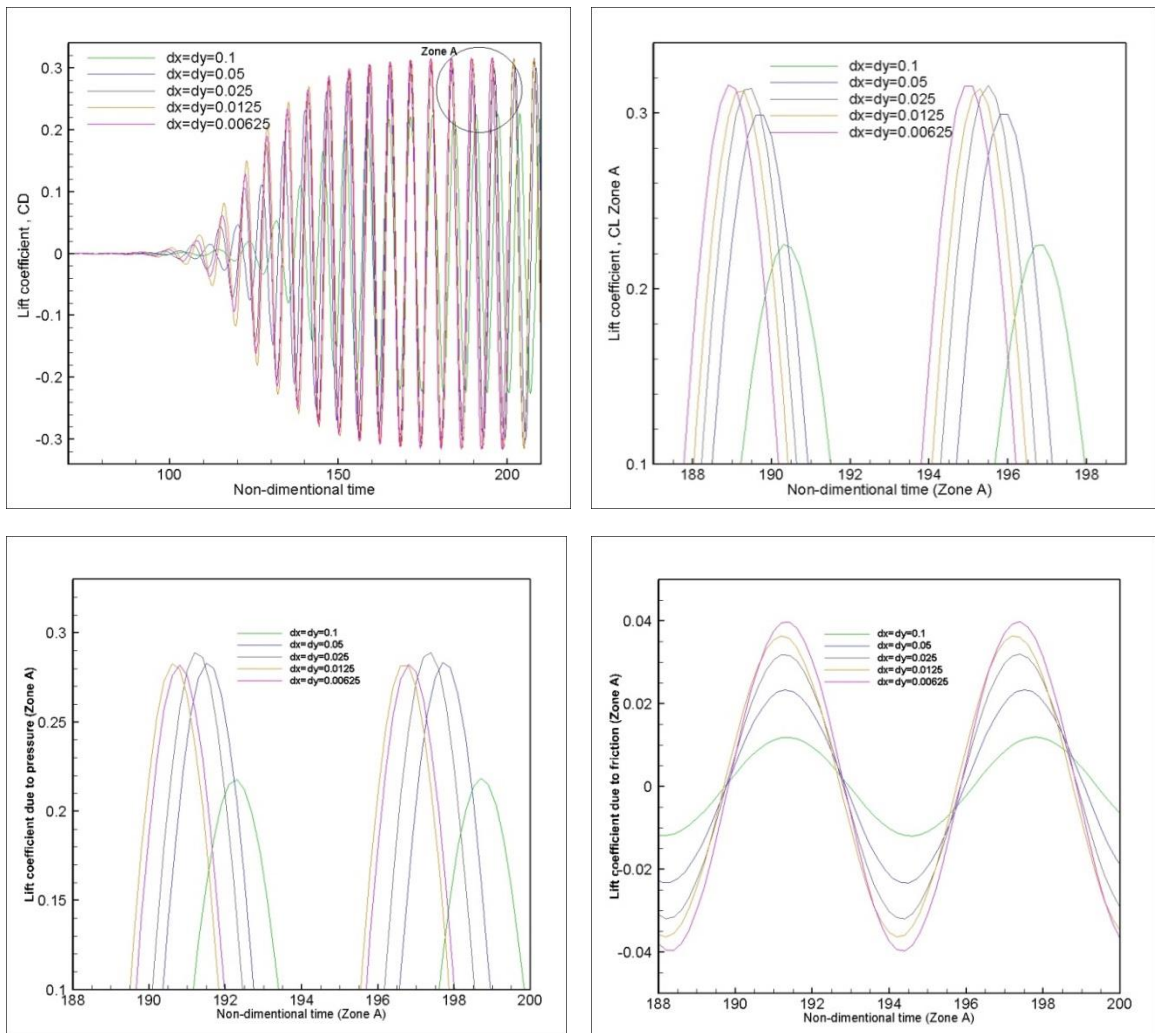 Zone A
dx=dy=0.1
dx=dy=0.05
dx=dy=0.025
dx=dy=0.0125
dx=dy=0.00625
Lift coefficient , CD
0.3
0.2
0.1
0
-0.1
-0.2
-0.3
100
150
200
Non-dimentional time
dx=dy=0.1
dx=dy=0.05
dx=dy=0.025
dx=dy=0.0125
dx=dy=0.00625
Lift coefficient , CL Zone A
0.3
0.2
0.1
188
190
192
194
196
198
Non-dimentional time (Zone A)
dx=dy=0.1
dx=dy=0.05
dx=dy=0.025
dx=dy=0.0125
dx=dy=0.00625
Lift coefficient due to pressure (Zone A)
0.3
0.25
0.2
0.15
0.1
188
190
192
194
196
198
200
Non-dimentional time (Zone A)
dx=dy=0.1
dx=dy=0.05
dx=dy=0.025
dx=dy=0.0125
dx=dy=0.00625
Lift coefficient due to friction (Zone A)
0.04
0.02
0
-0.02
-0.04
188
190
192
194
196
198
200
Non-dimentional time (Zone A)